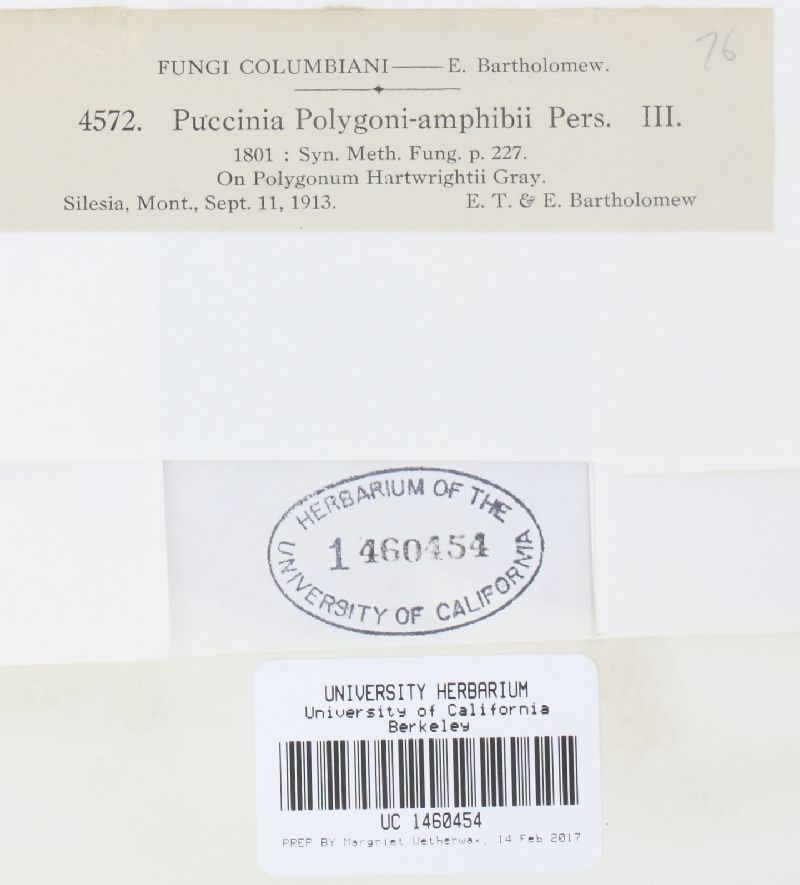 76
FUNGI COLUMBIANI——E. Bartholomew.
4572. Puccinia Polygoni-amphibii Pers. III.
1801 : Syn. Meth. Fung. p. 227.
On Polygonum Hartwrightii Gray.
Silesia, Mont., Sept. 11, 1913. E. T. & E. Bartholomew
HERBARIUM OF THE
1460454
UNIVERSITY OF CALIFORNIA
UNIVERSITY HERBARIUM
University of California
Berkeley
UC 1460454
PREP BY Margriet Wetherwax, 14 Feb 2017